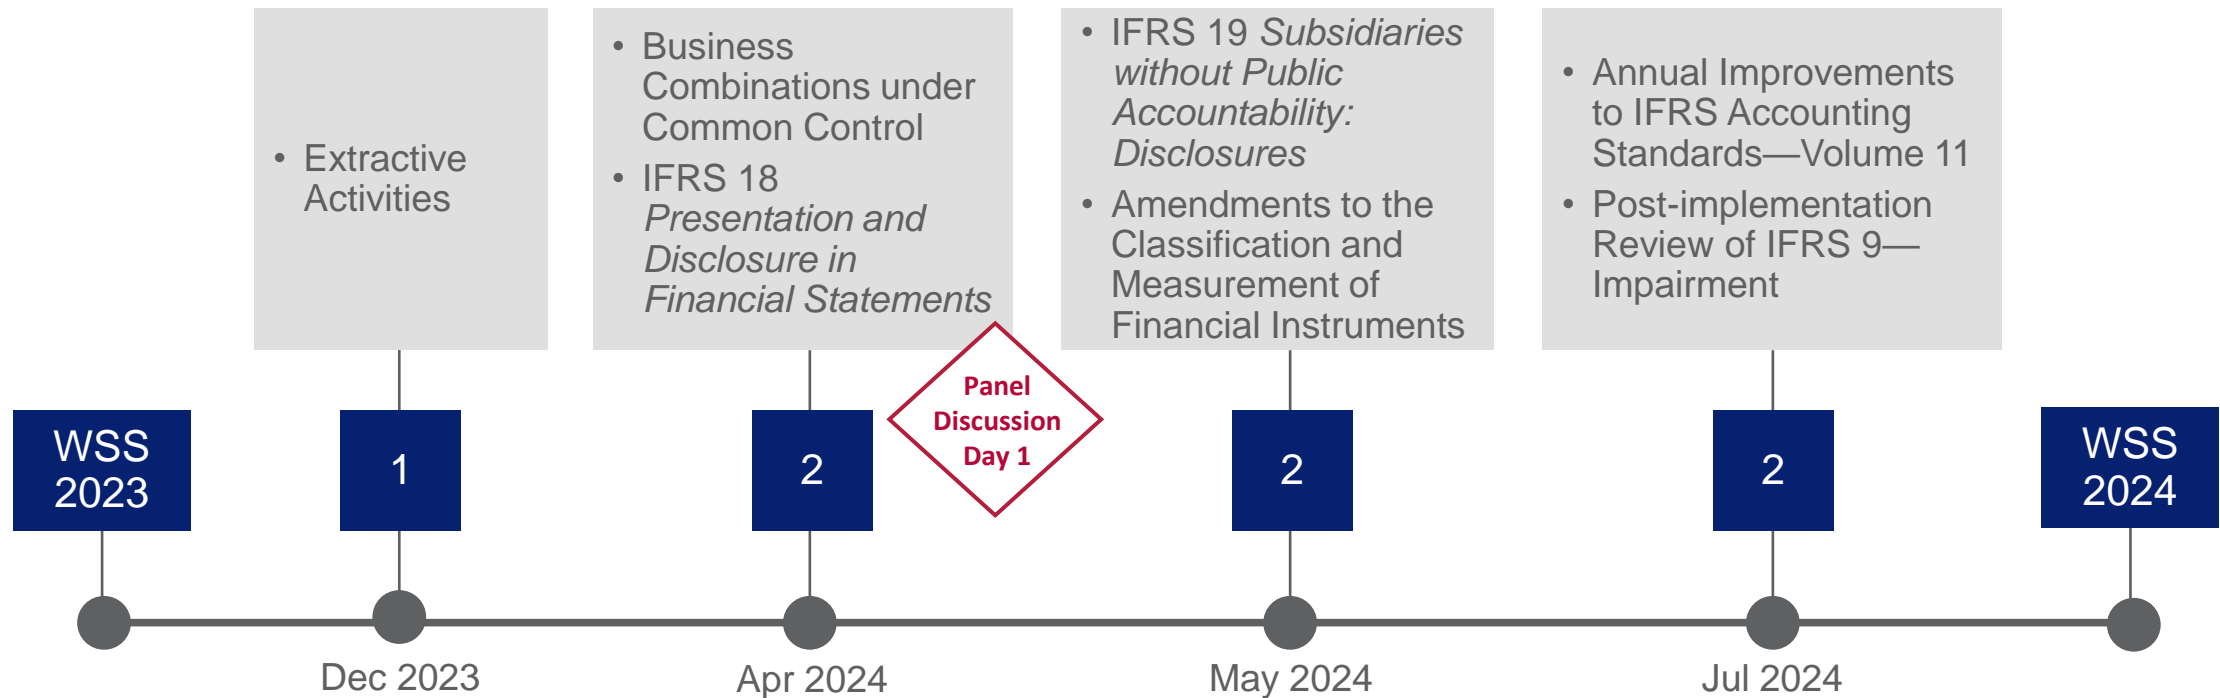 • Extractive
Activities
• Business
Combinations under
Common Control
• IFRS 18
Presentation and
Disclosure in
Financial Statements
• IFRS 19 Subsidiaries
without Public
Accountability:
Disclosures
• Amendments to the
Classification and
Measurement of
Financial Instruments
• Annual Improvements
to IFRS Accounting
Standards—Volume 11
• Post-implementation
Review of IFRS 9—
Impairment
Panel
Discussion
Day 1
WSS
2023
1
2
2
2
WSS
2024
Dec 2023
Apr 2024
May 2024
Jul 2024